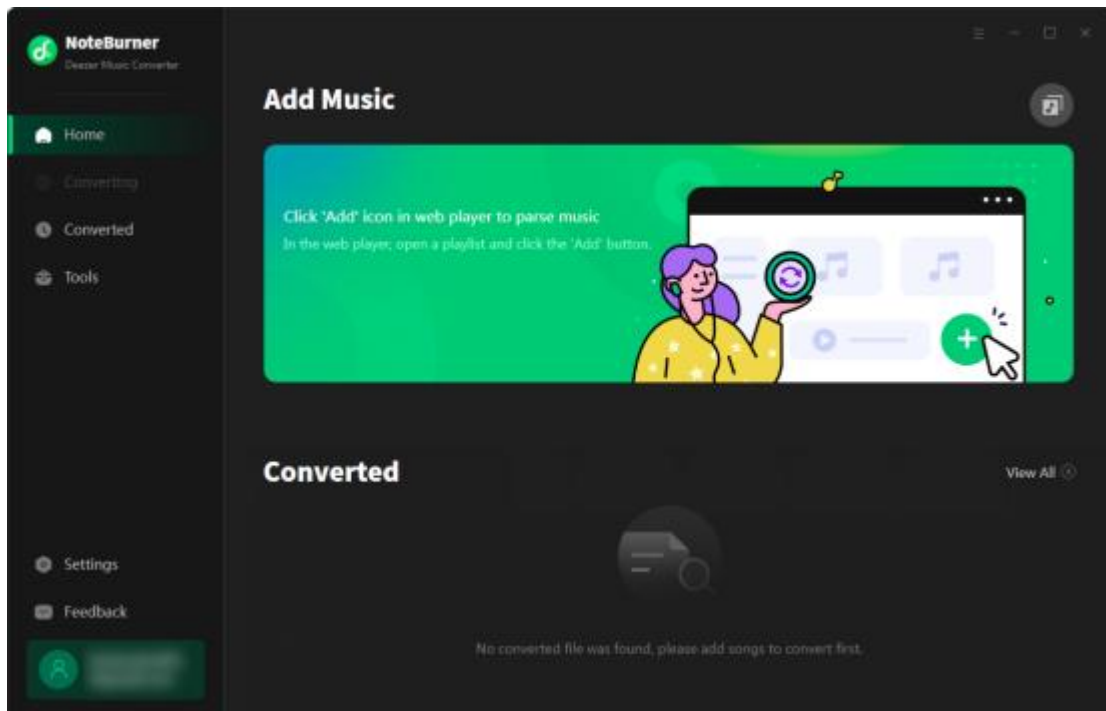 NoteBurner
Deezer Music Converter
Home
Converting
Converted
Tools
Settings
Feedback
Add Music
Click 'Add' icon in web player to parse music
In the web player, open a playlist and click the 'Add' button.
Converted
View All
No converted file was found, please add songs to convert first.